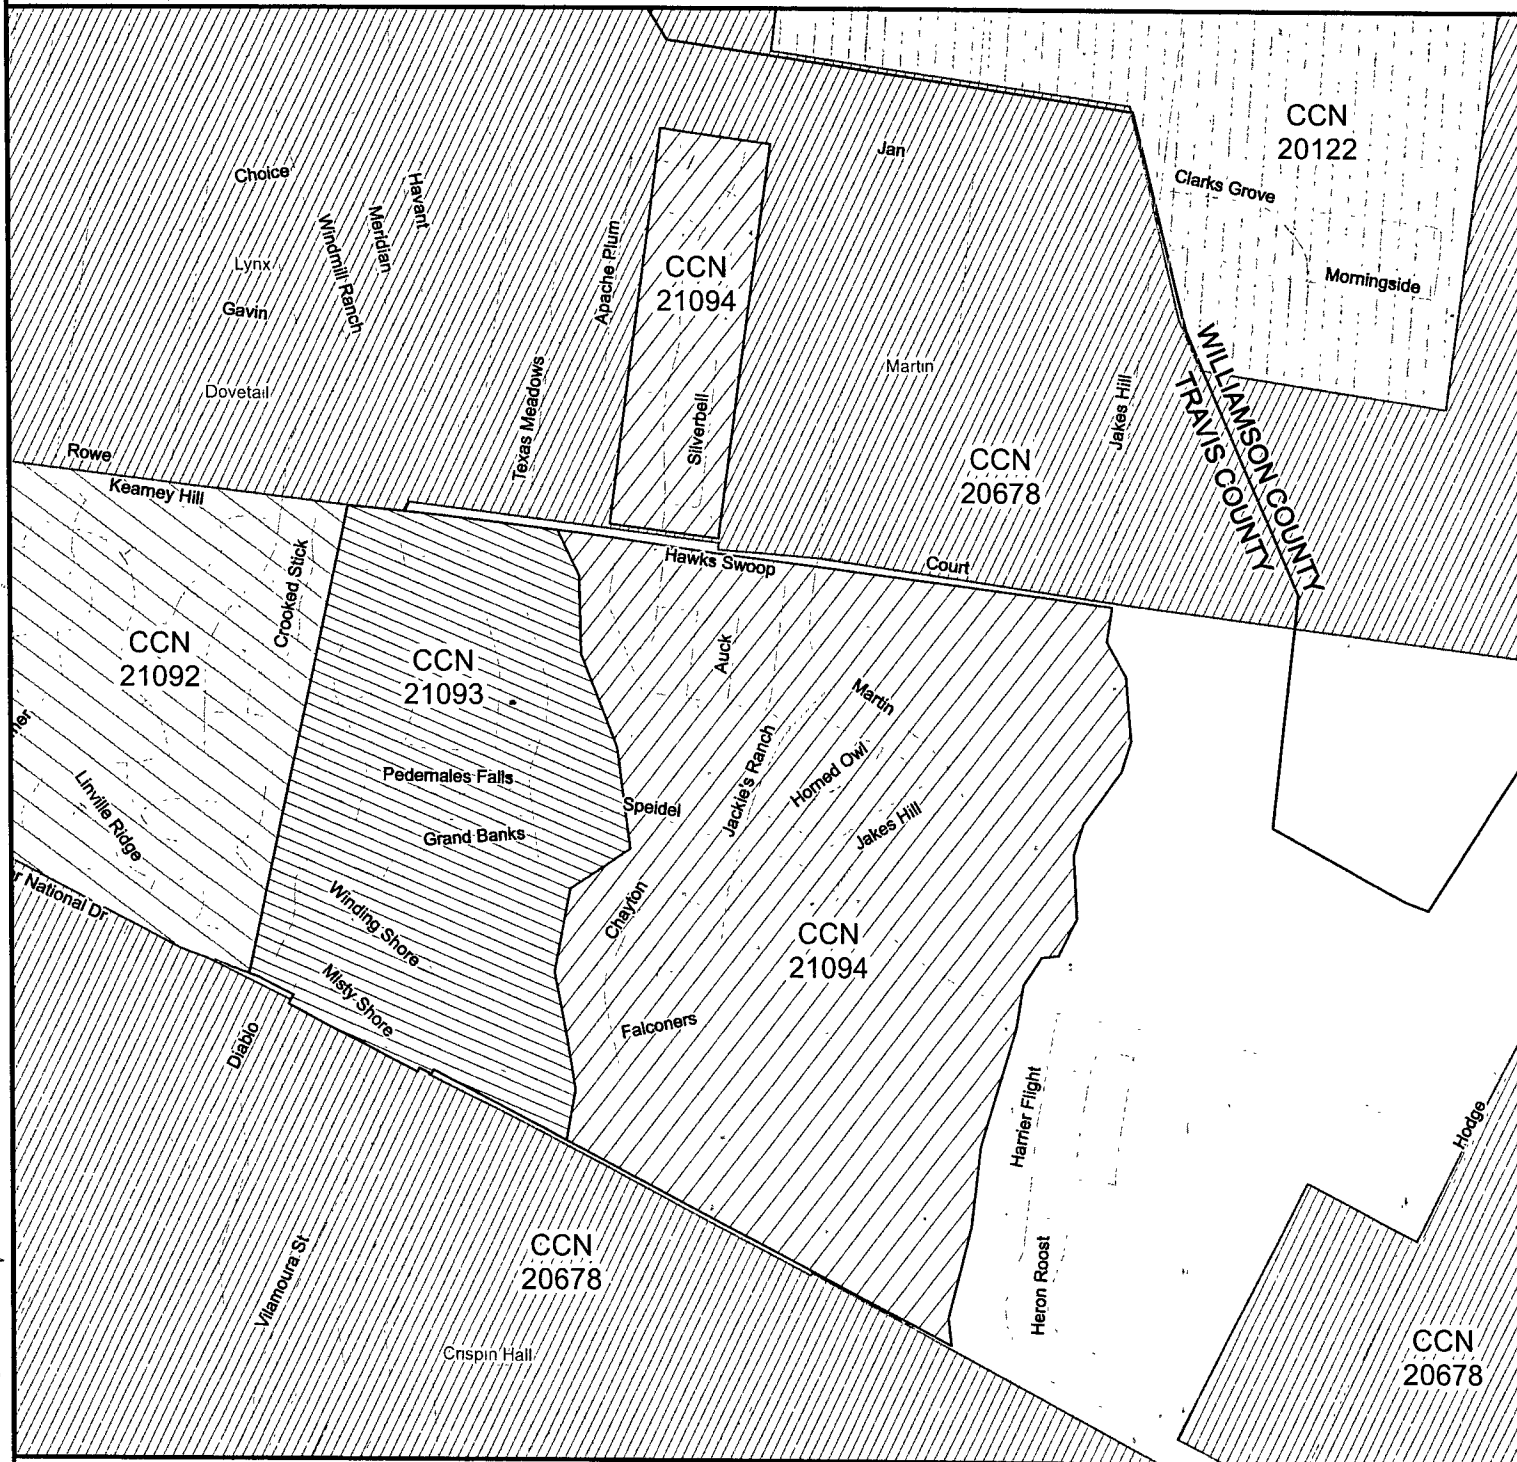 CCN
20122
Jan
Choice
Havant
Clarks Grove
Meridian
Windmill Ranch
Apache Plum
CCN
21094
Lynx
Morningside
Gavin
WILLIAMSON COUNTY
TRAVIS COUNTY
Martin
Dovetail
Texas Meadows
Silverbell
Jakes Hill
Rowe
CCN
20678
Kearney Hill
Hawks Swoop
Court
Crooked Stick
CCN
21092
CCN
21093
Auck
Martin
Jackie's Ranch
Horned Owl
Pedernales Falls
Linville Ridge
Speidel
Grand Banks
Jakes Hill
National Dr
Winding Shore
Chayton
CCN
21094
Misty Shore
Diablo
Falconers
Harrier Flight
Hodge
Vilamoura St
CCN
20678
Heron Roost
Crispin Hall
CCN
20678